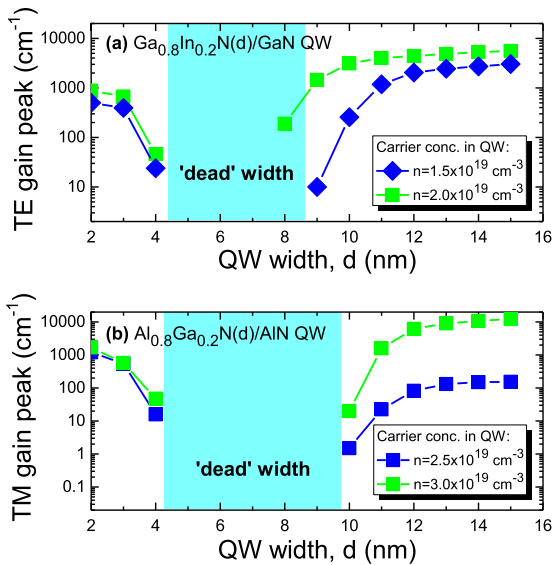 (a) Ga0.8In0.2N(d)/GaN QW
TE gain peak (cm-1)
10000
1000
100
10
'dead' width
Carrier conc. in QW:
n=1.5x10^19 cm-3
n=2.0x10^19 cm-3
2 4 6 8 10 12 14 16
QW width, d (nm)
(b) Al0.8Ga0.2N(d)/AlN QW
TM gain peak (cm-1)
10000
1000
100
10
1
0.1
'dead' width
Carrier conc. in QW:
n=2.5x10^19 cm-3
n=3.0x10^19 cm-3
2 4 6 8 10 12 14 16
QW width, d (nm)